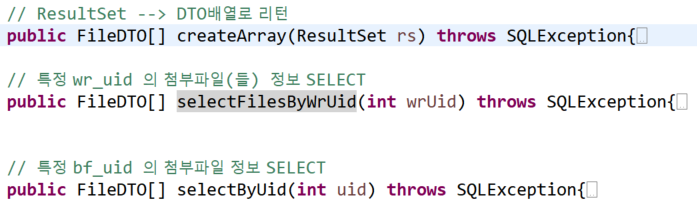 // ResultSet --> DTO배열로 리턴
public FileDTO[] createArray(ResultSet rs) throws SQLException{
// 특정 wr_uid 의 첨부파일(들) 정보 SELECT
public FileDTO[] selectFilesByWrUid(int wrUid) throws SQLException{
// 특정 bf_uid 의 첨부파일 정보 SELECT
public FileDTO[] selectByUid(int uid) throws SQLException{